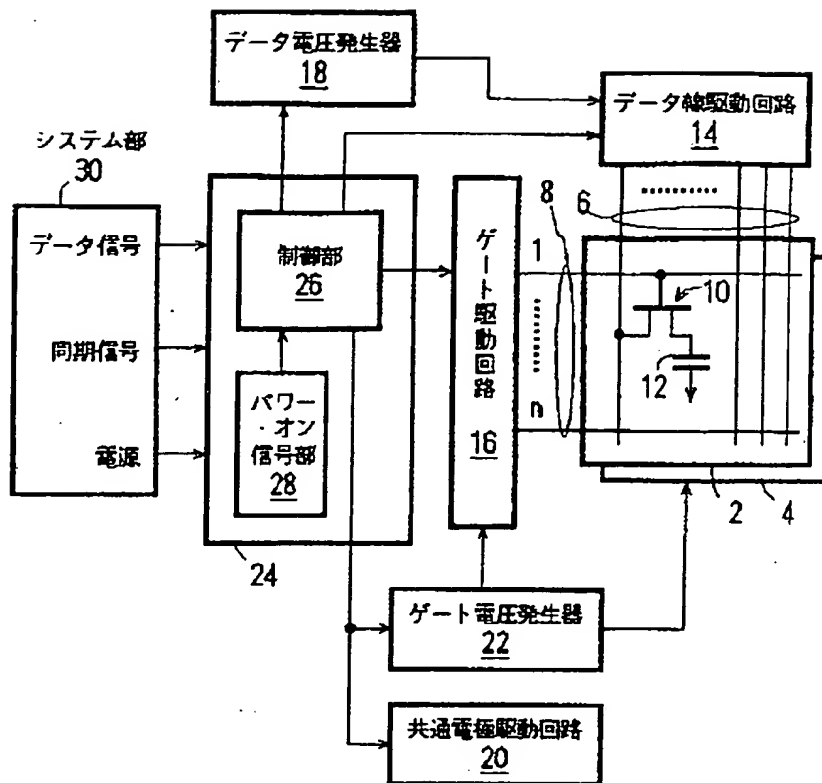 データ電圧発生器
18
データ線駆動回路
14
システム部
30
データ信号
同期信号
電源
制御部
26
パワー
・オン
信号部
28
24
ゲート駆動回路
16
8
1
n
6
10
12
2
4
ゲート電圧発生器
22
共通電極駆動回路
20